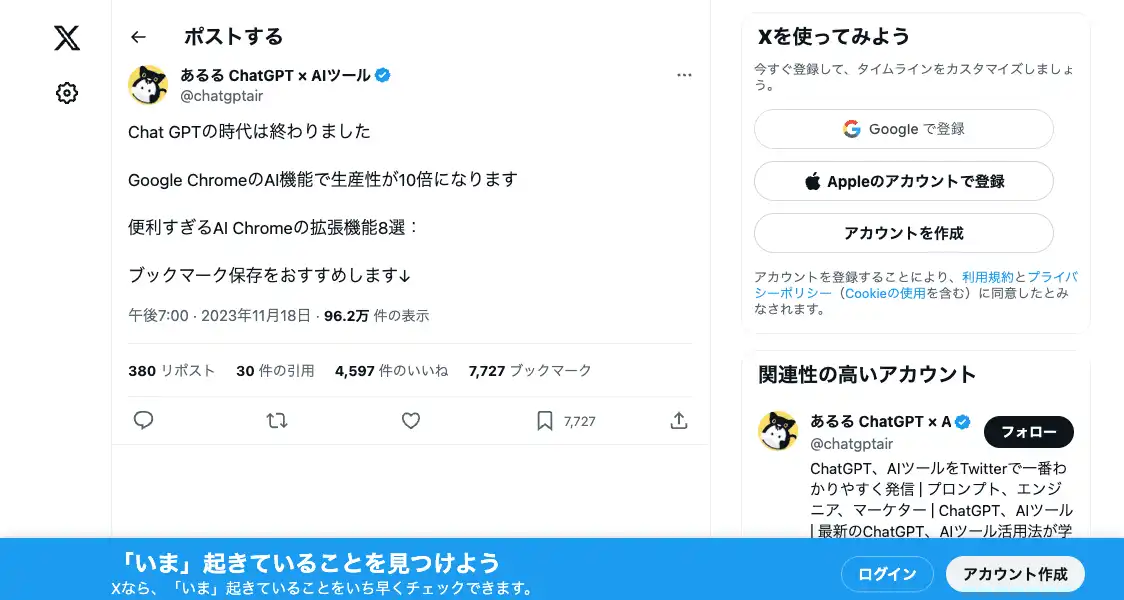 ポストする
あるる ChatGPT × AIツール
@chatgptair
Chat GPTの時代は終わりました
Google ChromeのAI機能で生産性が10倍になります
便利すぎるAI Chromeの拡張機能8選：
ブックマーク保存をおすすめします↓
午後7:00 · 2023年11月18日 · 96.2万 件の表示
380 リポスト 30 件の引用 4,597 件のいいね 7,727 ブックマーク
7,727
Xを使ってみよう
今すぐ登録して、タイムラインをカスタマイズしましょ
う。
Google で登録
Appleのアカウントで登録
アカウントを作成
アカウントを登録することにより、利用規約とプライバ
シーポリシー（Cookieの使用を含む）に同意したとみ
なされます。
関連性の高いアカウント
あるる ChatGPT × A
@chatgptair
フォロー
ChatGPT、AIツールをTwitterで一番わ
かりやすく発信 | プロンプト、エンジ
ニア、マーケター | ChatGPT、AIツール
| 最新のChatGPT、AIツール活用法が学
「いま」起きていることを見つけよう
Xなら、「いま」起きていることをいち早くチェックできます。
ログイン
アカウント作成